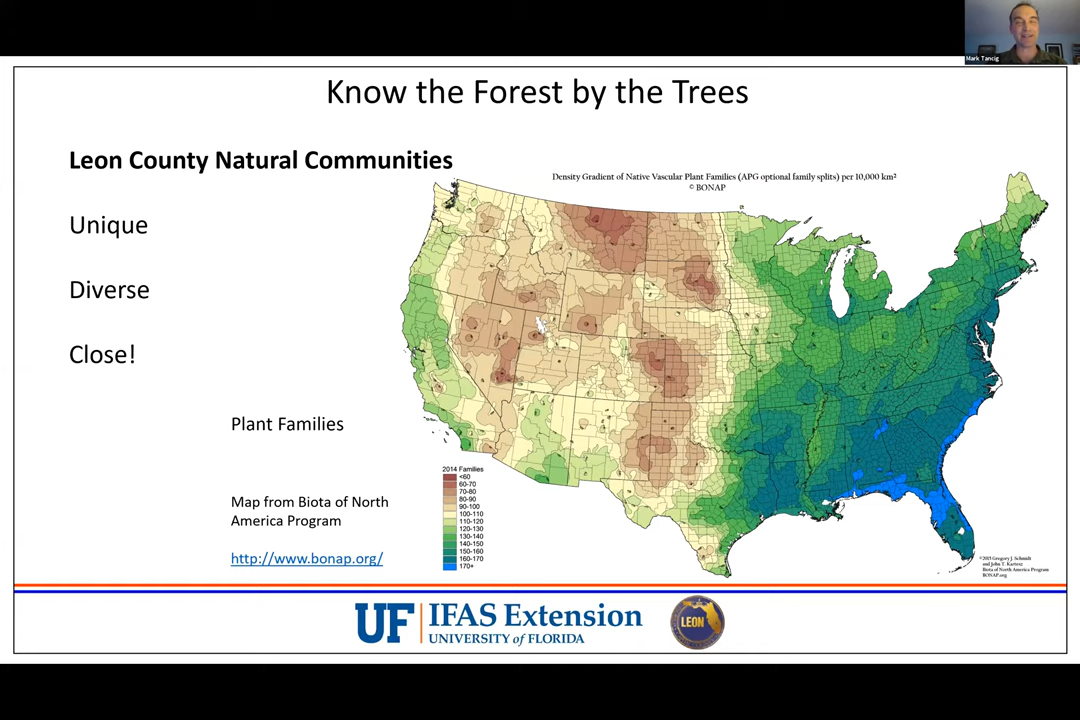 Mark Tancig
Know the Forest by the Trees
Leon County Natural Communities
Density Gradient of Native Vascular Plant Families (APG optional family splits) per 10,000 km²
© BONAP
Unique
Diverse
Close!
Plant Families
Map from Biota of North
America Program
http://www.bonap.org/
2014 Families
<60
60-70
70-80
80-90
90-100
100-110
110-120
120-130
130-140
140-150
150-160
160-170
170+
©2015 Gregory J. Schmidt
and John T. Kartesz
Biota of North America Program
BONAP.org
UF IFAS Extension
UNIVERSITY of FLORIDA
LEON